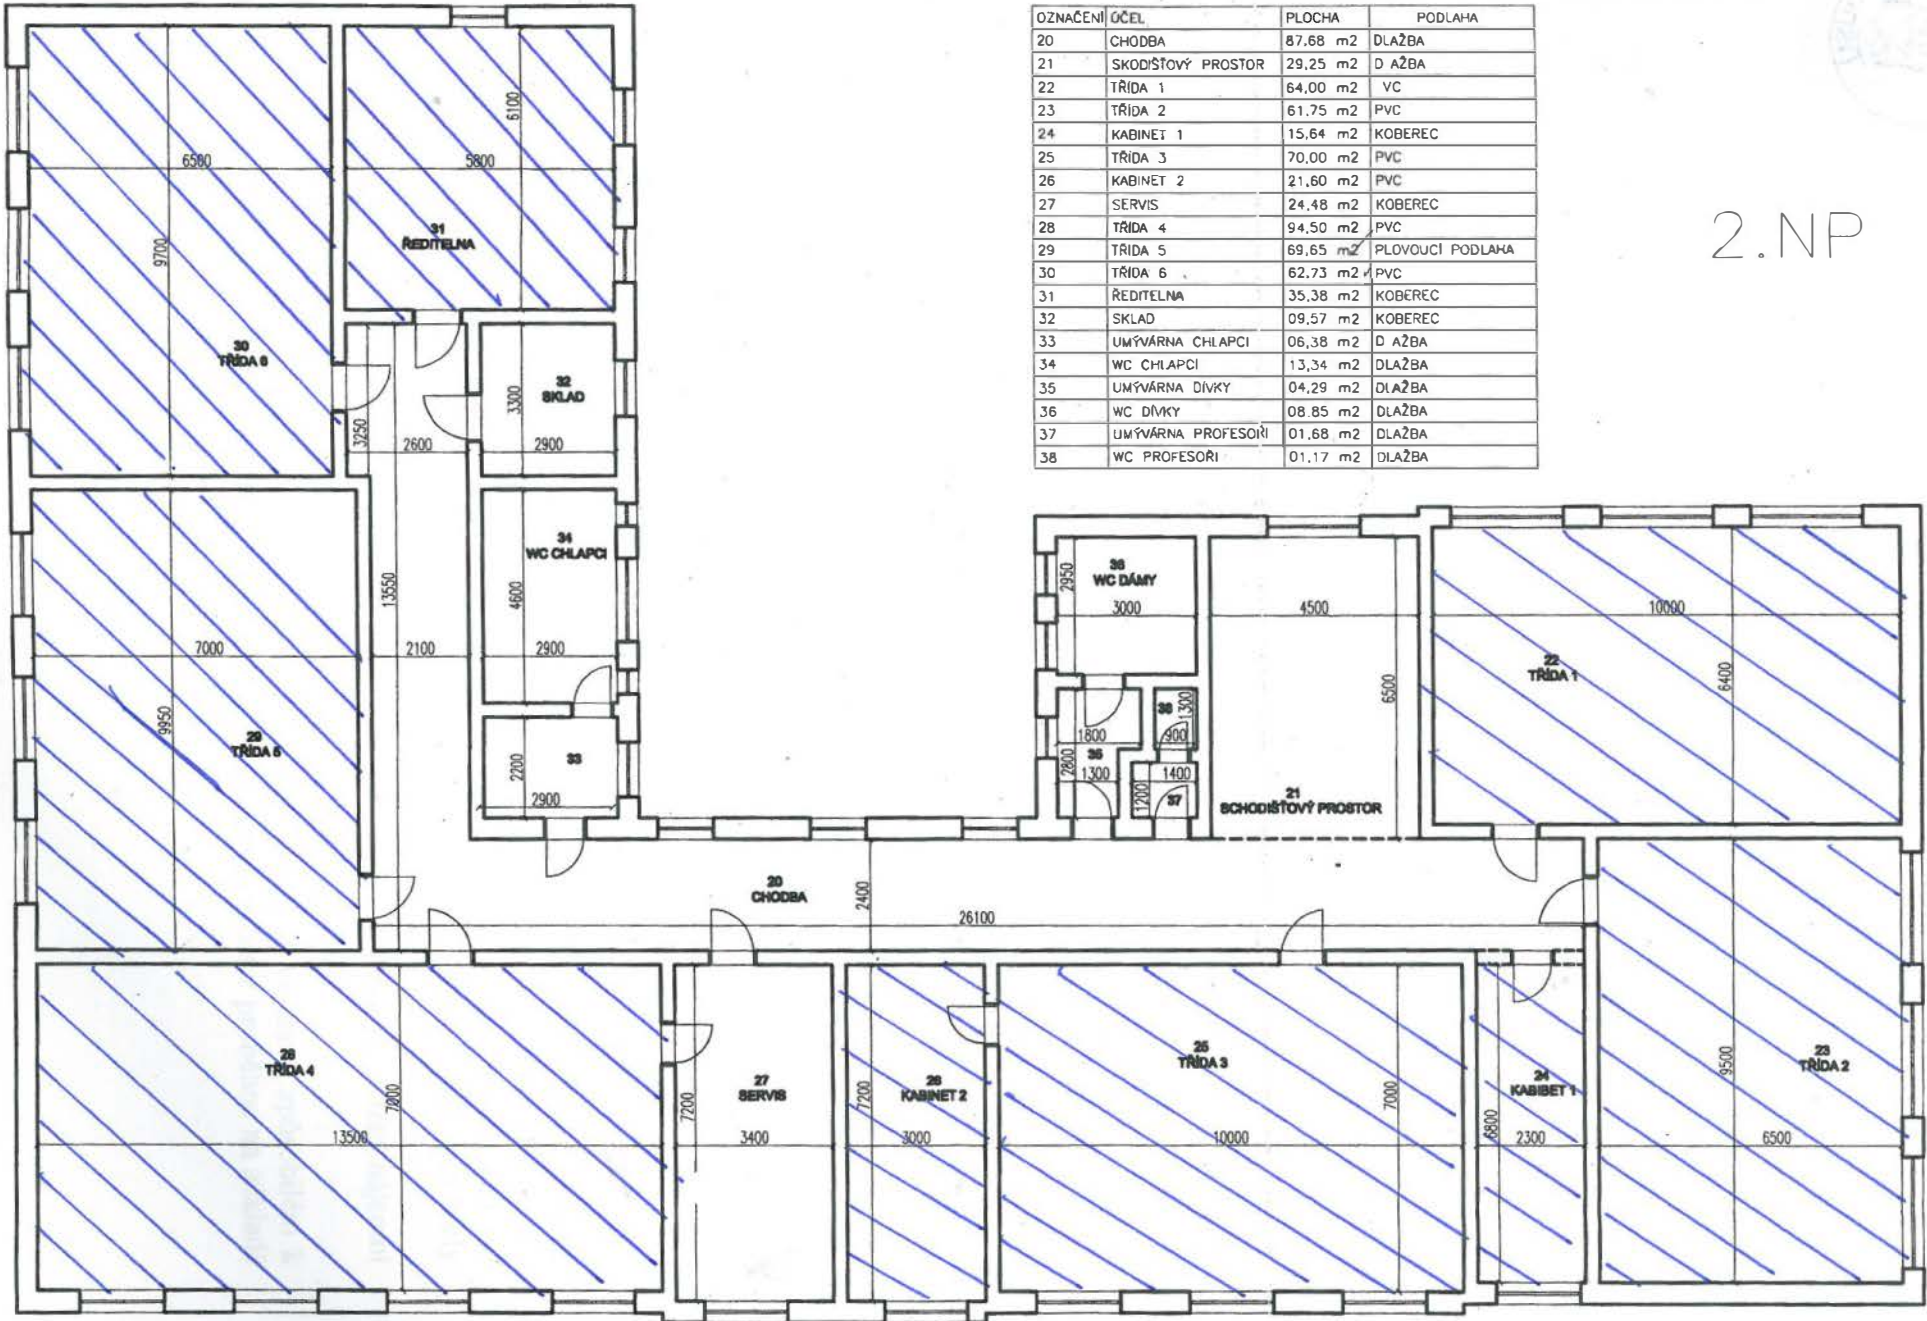 OZNAČENÍ ÚČEL PLOCHA PODLAHA
20 CHODBA 87,68 m2 DLAŽBA
21 SKODIŠŤOVÝ PROSTOR 29,25 m2 D AŽBA
22 TŘÍDA 1 64,00 m2 VC
23 TŘÍDA 2 61,75 m2 PVC
24 KABINET 1 15,64 m2 KOBEREC
25 TŘÍDA 3 70,00 m2 PVC
26 KABINET 2 21,60 m2 PVC
27 SERVIS 24,48 m2 KOBEREC
28 TŘÍDA 4 94,50 m2 PVC
29 TŘÍDA 5 69,65 m2 PLOVOUCÍ PODLAHA
30 TŘÍDA 6 62,73 m2 PVC
31 ŘEDITELNA 35,38 m2 KOBEREC
32 SKLAD 09,57 m2 KOBEREC
33 UMÝVÁRNA CHLAPCI 06,38 m2 D AŽBA
34 WC CHLAPCI 13,34 m2 DLAŽBA
35 UMÝVÁRNA DÍVKY 04,29 m2 DLAŽBA
36 WC DÍVKY 08.85 m2 DLAŽBA
37 UMÝVÁRNA PROFESOŘI 01,68 m2 DLAŽBA
38 WC PROFESOŘI 01,17 m2 DLAŽBA
2.NP
6500
9700
30
TŘÍDA 6
6100
5800
31
ŘEDITELNA
3250
2600
32
SKLAD
3300
2900
13550
2100
34
WC CHLAPCI
4600
2900
33
2200
2900
7000
9950
29
TŘÍDA 5
36
WC DÁMY
2950
3000
38
1300
900
1800
35
2800
1300
1400
1200
37
4500
6500
21
SCHODIŠŤOVÝ PROSTOR
10000
6400
22
TŘÍDA 1
20
CHODBA
2400
26100
28
TŘÍDA 4
7000
13500
27
SERVIS
7200
3400
26
KABINET 2
7200
3000
25
TŘÍDA 3
7000
10000
24
KABIBET 1
6800
2300
23
TŘÍDA 2
9500
6500